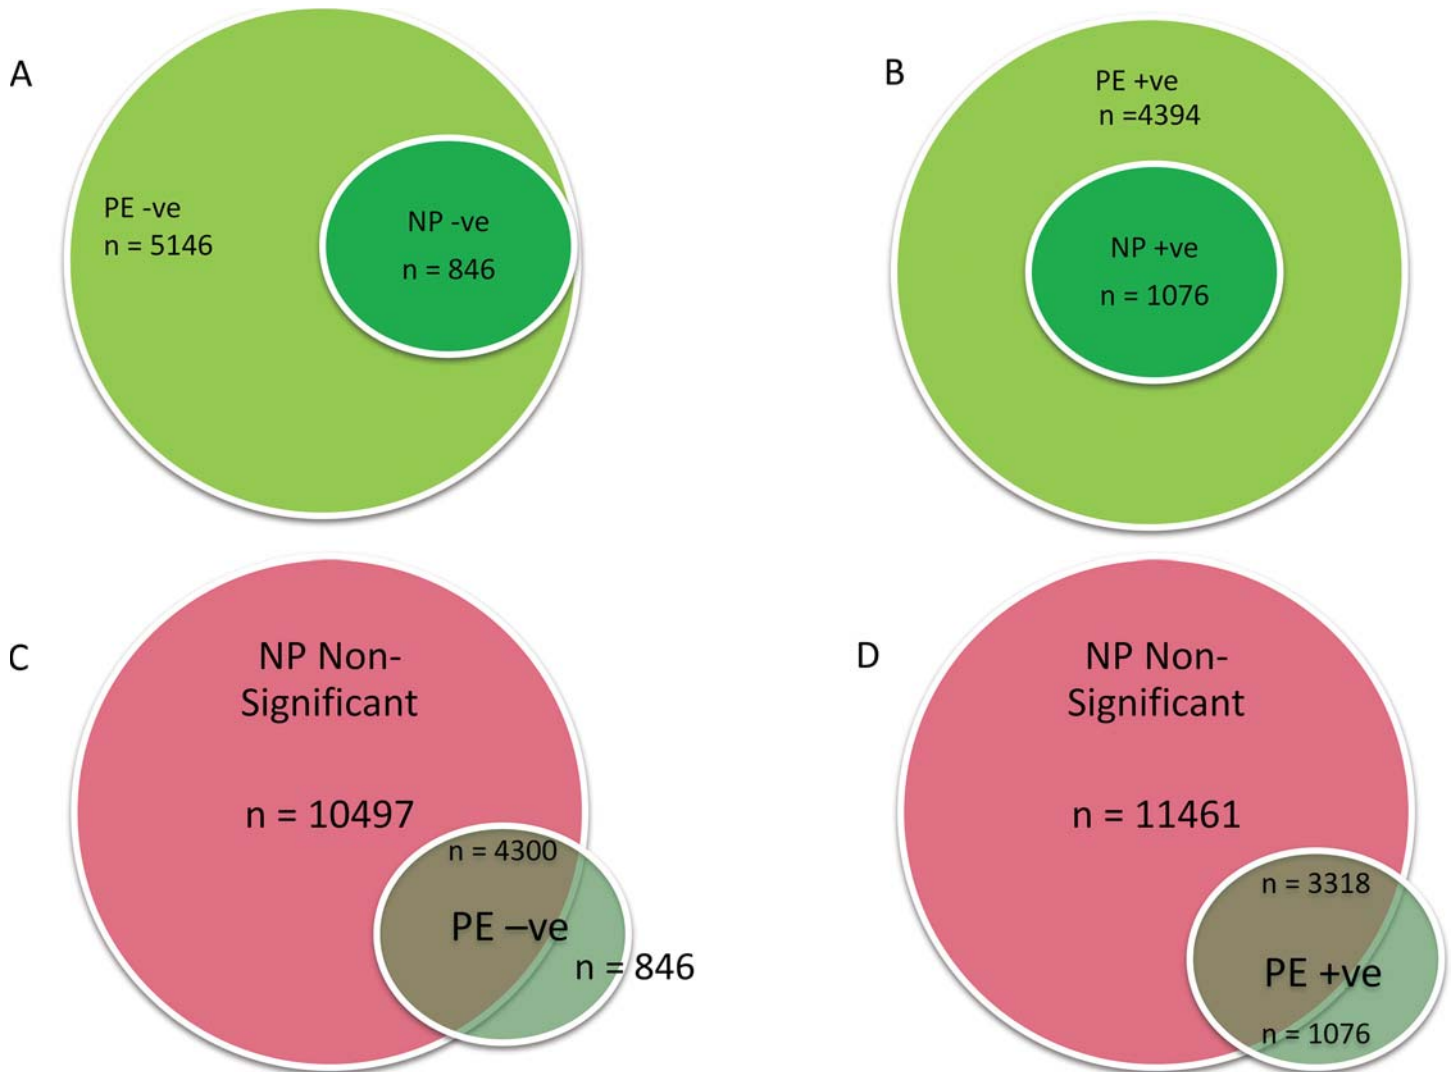 A
PE -ve
n = 5146
NP -ve
n = 846
B
PE +ve
n =4394
NP +ve
n = 1076
C
NP Non-
Significant
n = 10497
n = 4300
PE –ve
n = 846
D
NP Non-
Significant
n = 11461
n = 3318
PE +ve
n = 1076